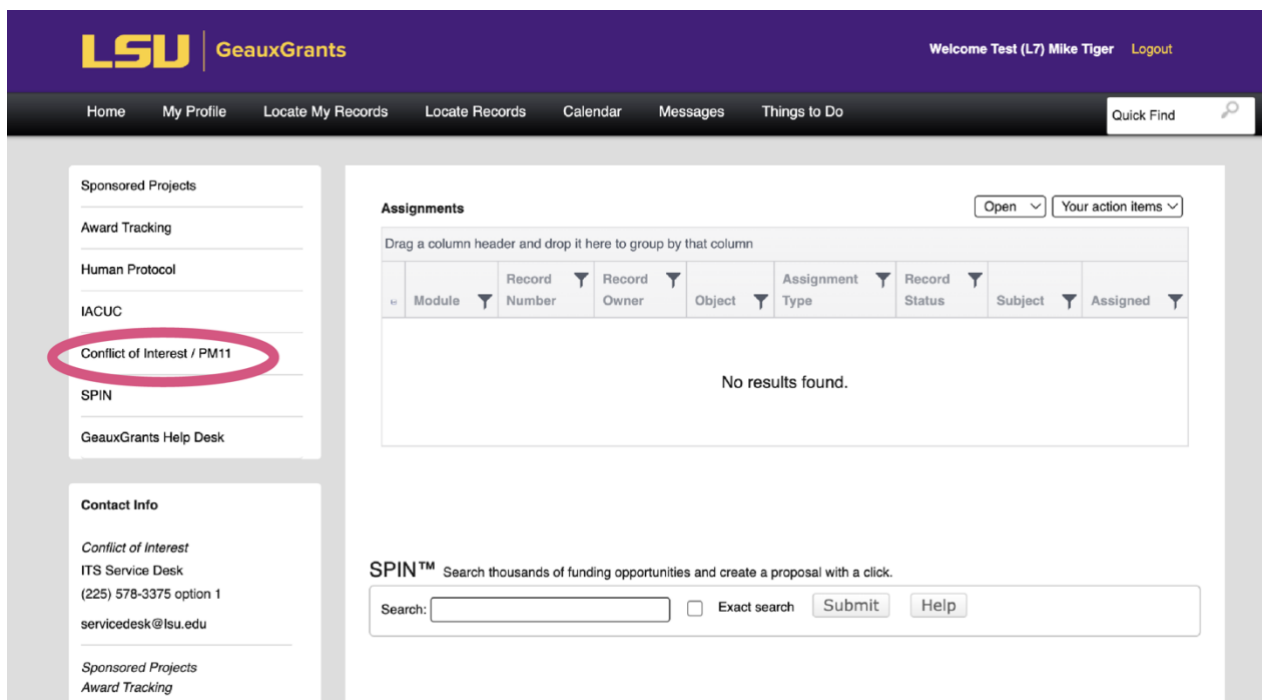 LSU GeauxGrants
Welcome Test (L7) Mike Tiger Logout
Home My Profile Locate My Records Locate Records Calendar Messages Things to Do
Quick Find
Sponsored Projects
Award Tracking
Human Protocol
IACUC
Conflict of Interest / PM11
SPIN
GeauxGrants Help Desk
Contact Info
Conflict of Interest
ITS Service Desk
(225) 578-3375 option 1
servicedesk@lsu.edu
Sponsored Projects
Award Tracking
Assignments
Open Your action items
Drag a column header and drop it here to group by that column
Module Record Number Record Owner Object Assignment Type Record Status Subject Assigned
No results found.
SPIN™ Search thousands of funding opportunities and create a proposal with a click.
Search: Exact search Submit Help